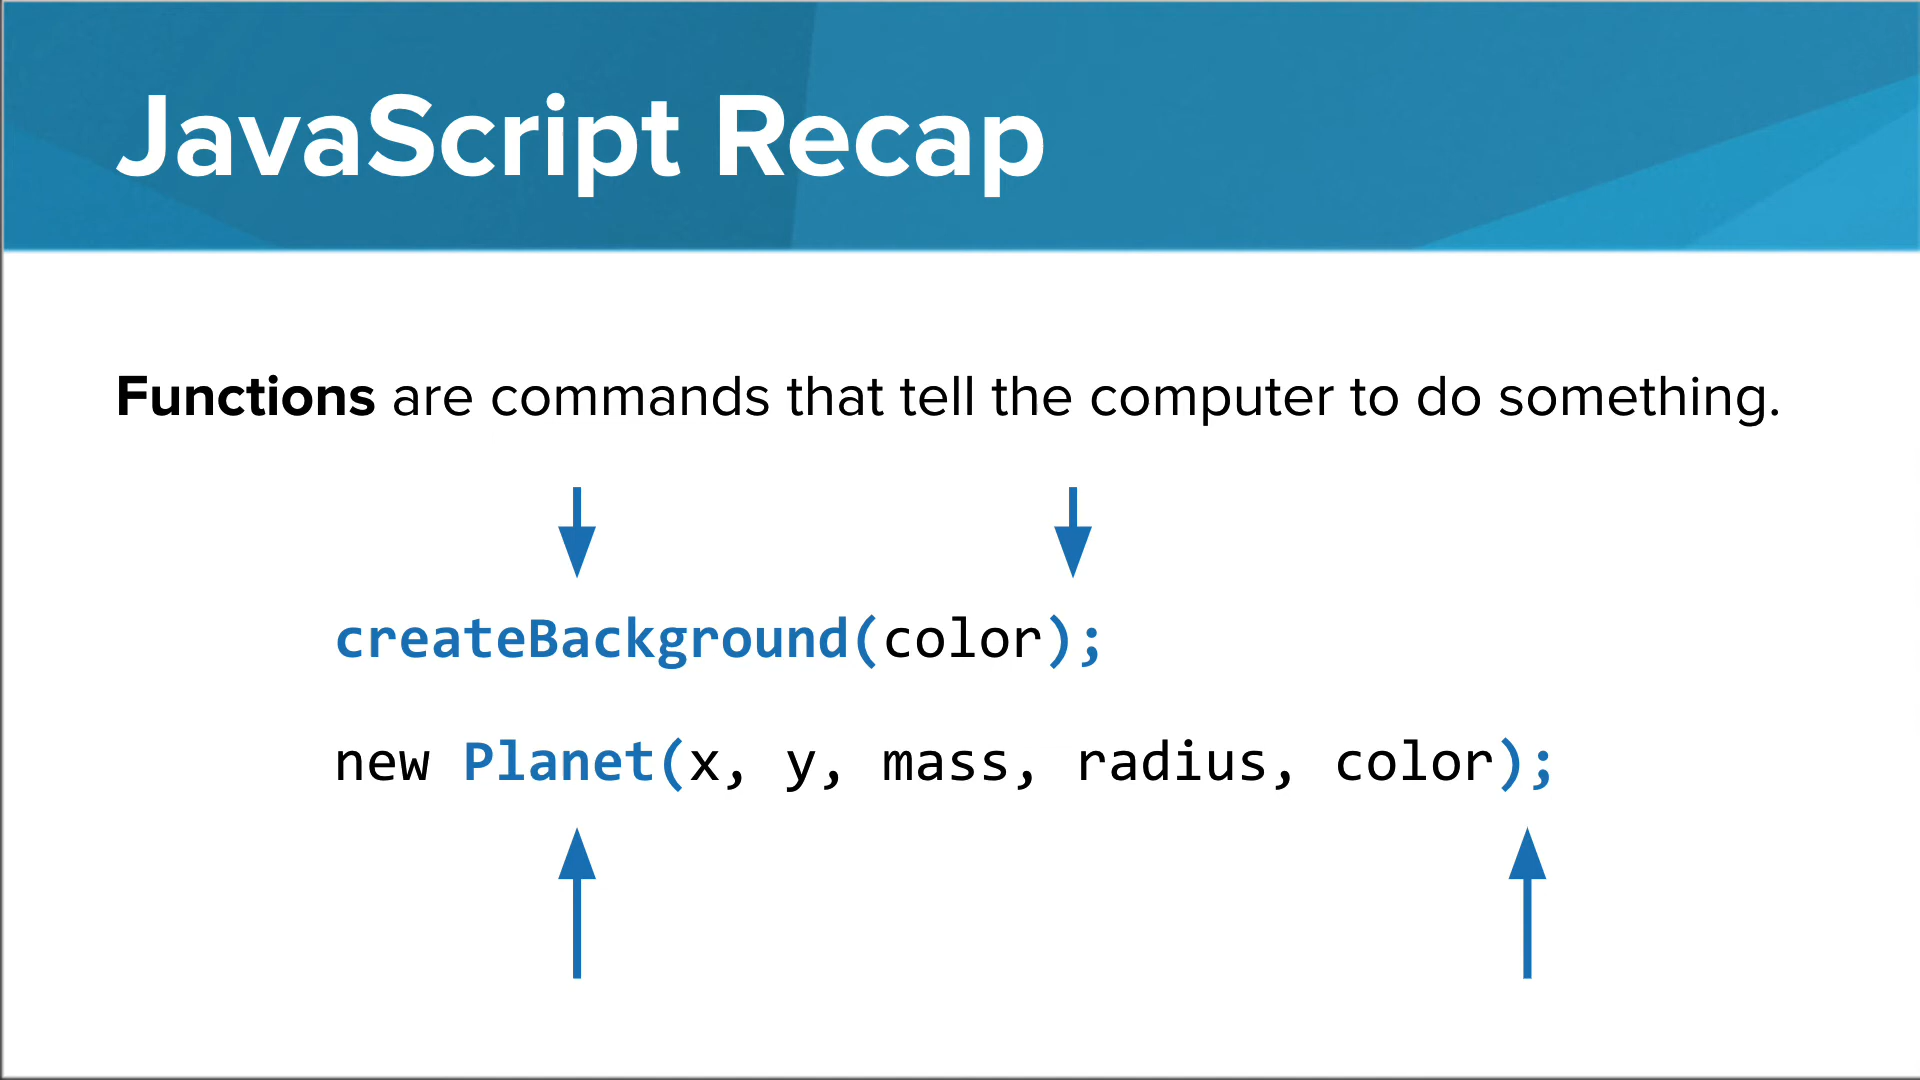 JavaScript Recap
Functions are commands that tell the computer to do something.
createBackground(color);
new Planet(x, y, mass, radius, color);